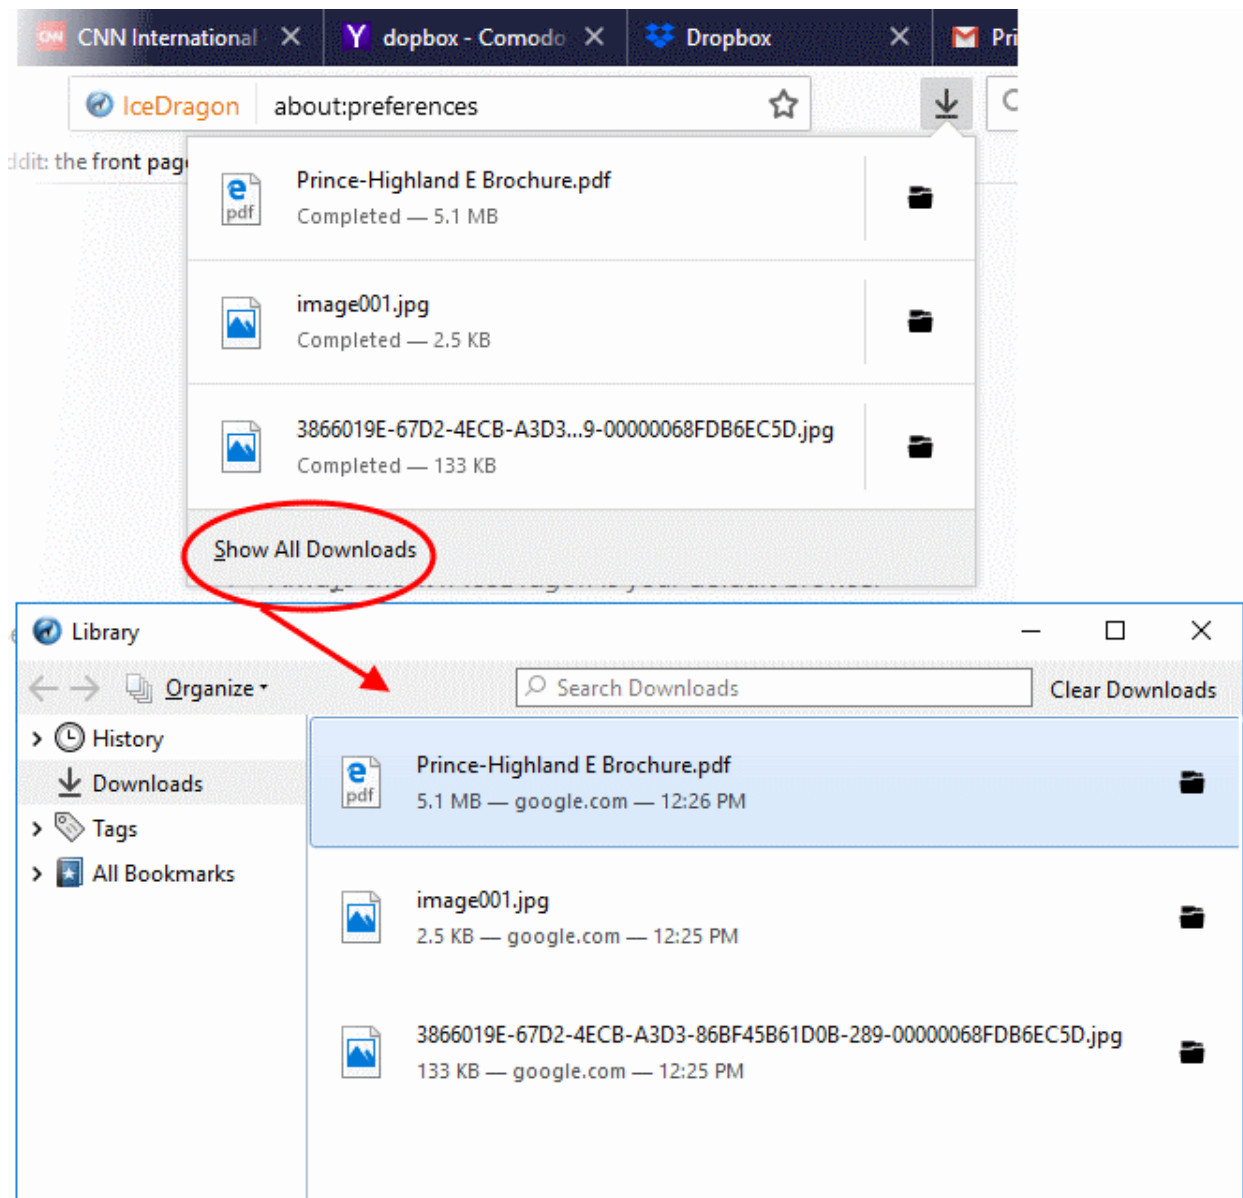 CNN International
dopbox - Comodo
Dropbox
Pri
IceDragon about:preferences
ddit: the front pag
Prince-Highland E Brochure.pdf
Completed — 5.1 MB
image001.jpg
Completed — 2.5 KB
3866019E-67D2-4ECB-A3D3...9-00000068FDB6EC5D.jpg
Completed — 133 KB
Show All Downloads
Library
Organize
Search Downloads
Clear Downloads
History
Downloads
Tags
All Bookmarks
Prince-Highland E Brochure.pdf
5.1 MB — google.com — 12:26 PM
image001.jpg
2.5 KB — google.com — 12:25 PM
3866019E-67D2-4ECB-A3D3-86BF45B61D0B-289-00000068FDB6EC5D.jpg
133 KB — google.com — 12:25 PM